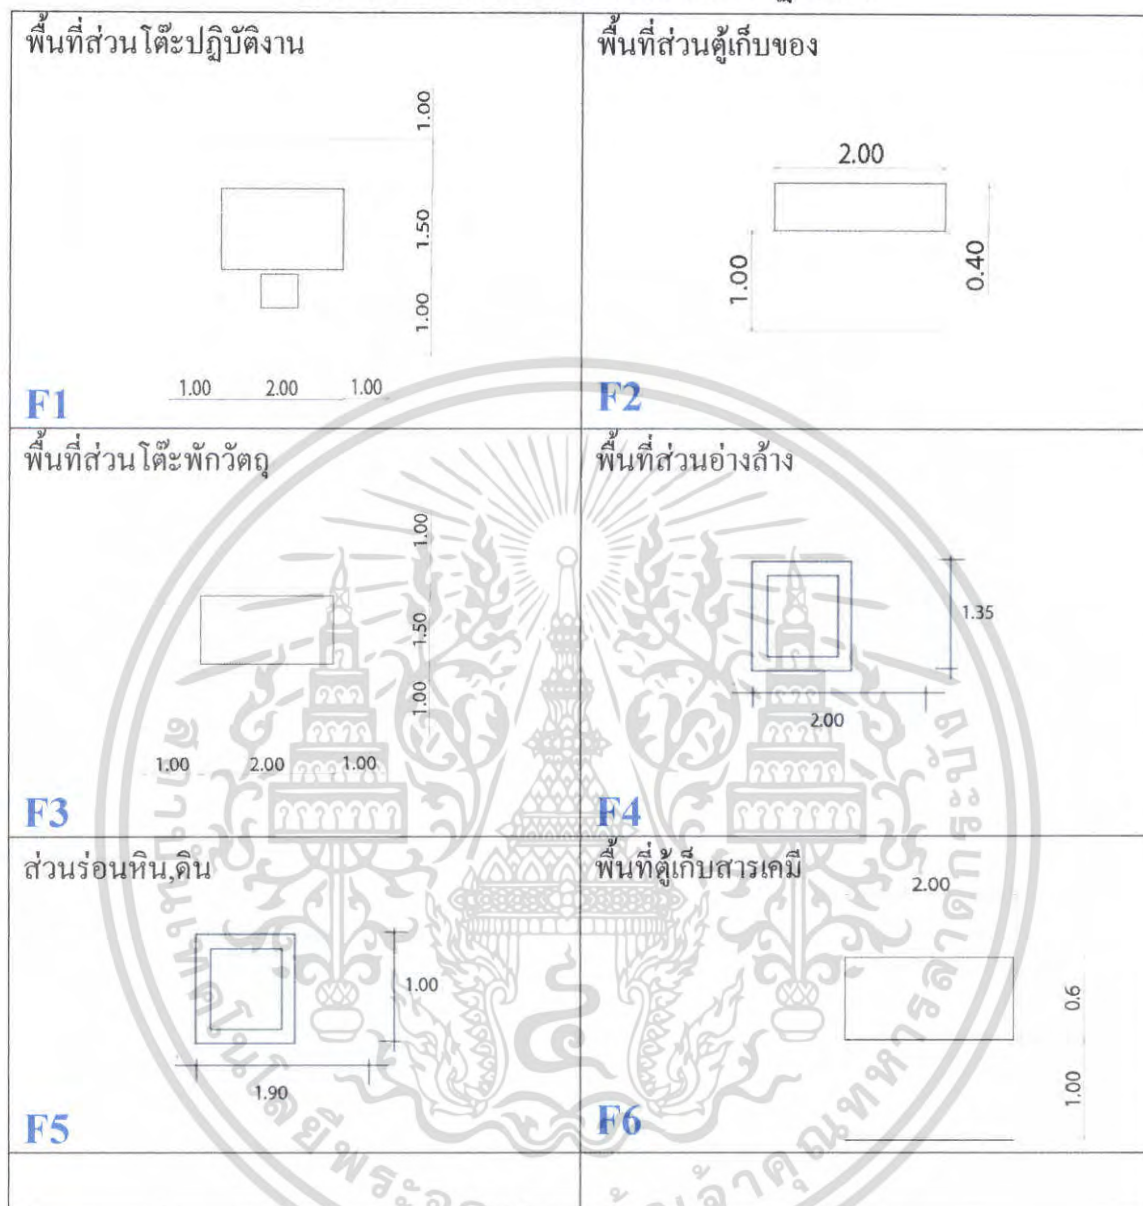 พื้นที่ส่วนโต๊ะปฏิบัติงาน
1.00
1.50
1.00
1.00 2.00 1.00
F1
พื้นที่ส่วนตู้เก็บของ
2.00
1.00
0.40
F2
พื้นที่ส่วนโต๊ะพักวัตถุ
1.00
1.50
1.00
1.00 2.00 1.00
F3
พื้นที่ส่วนอ่างล้าง
1.35
2.00
F4
ส่วนร่อนหิน,ดิน
1.00
1.90
F5
พื้นที่ตู้เก็บสารเคมี
2.00
0.6
1.00
F6